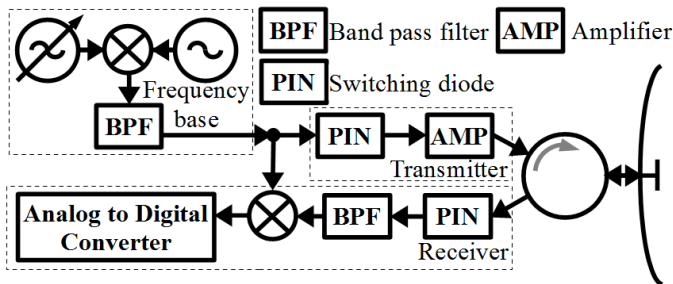 BPF Band pass filter AMP Amplifier
PIN Switching diode
Frequency
base
BPF
PIN AMP
Transmitter
Analog to Digital
Converter
BPF PIN
Receiver